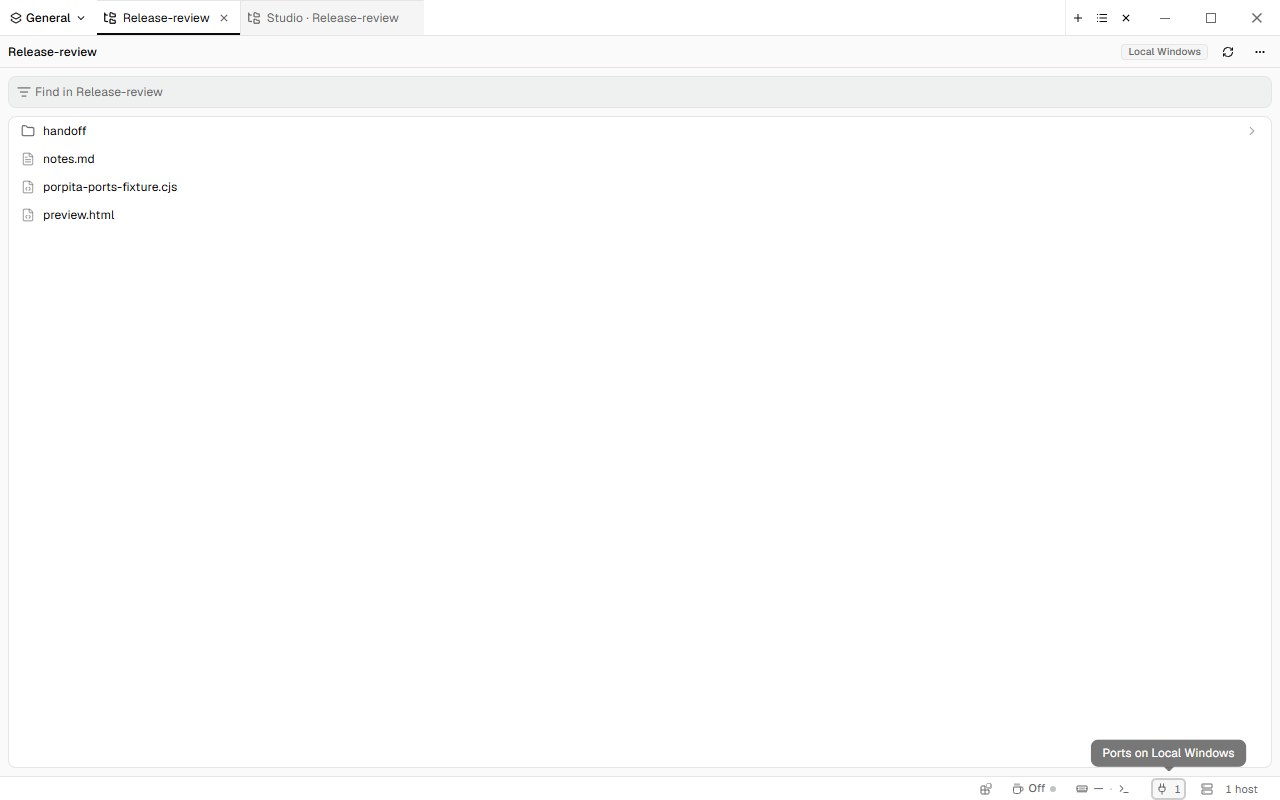 General
Release-review
Studio · Release-review
Release-review
Local Windows
Find in Release-review
handoff
notes.md
porpita-ports-fixture.cjs
preview.html
Ports on Local Windows
Off
1
1 host